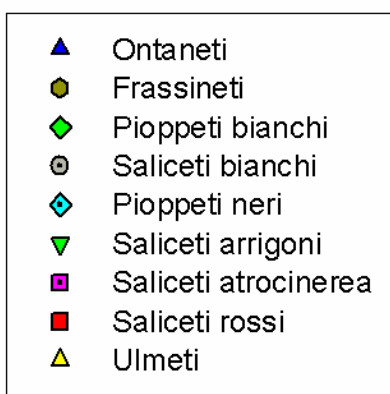 Ontaneti
Frassineti
Pioppeti bianchi
Saliceti bianchi
Pioppeti neri
Saliceti arrigoni
Saliceti atrocinerea
Saliceti rossi
Ulmeti